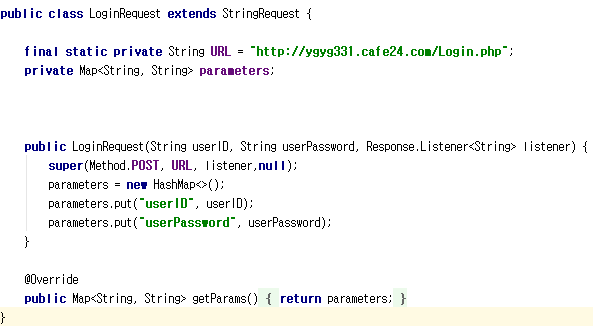 public class LoginRequest extends StringRequest {
final static private String URL = "http://ygyg331.cafe24.com/Login.php";
private Map<String, String> parameters;
public LoginRequest(String userID, String userPassword, Response.Listener<String> listener) {
super(Method.POST, URL, listener,null);
parameters = new HashMap<>();
parameters.put("userID", userID);
parameters.put("userPassword", userPassword);
}
@Override
public Map<String, String> getParams() { return parameters; }
}